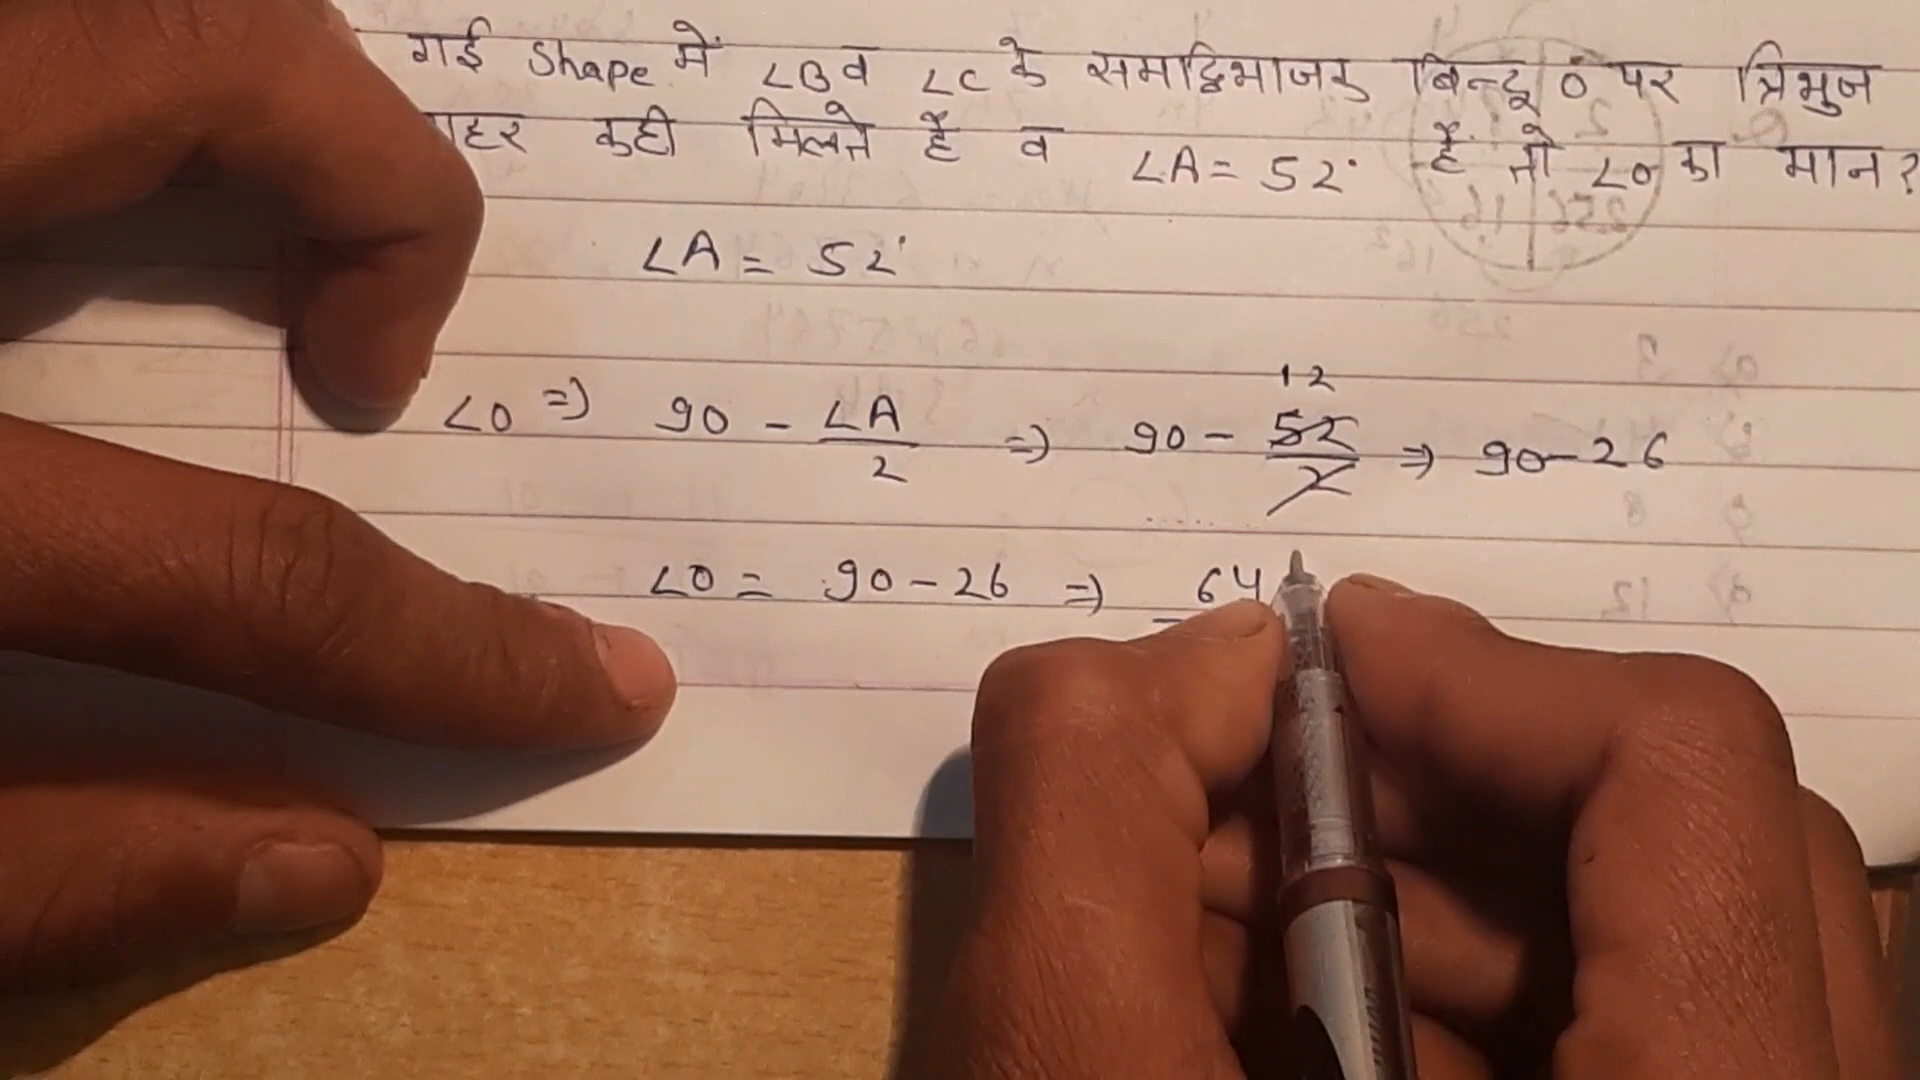 गई Shape में ∠B व ∠C के समद्विभाजक बिन्दू O पर त्रिभुज
कही मिलते है व ∠A = 52° है तो ∠O का मान?
∠A = 52°
12
∠O => 90 - ∠A/2 => 90 - 52/2 => 90-26
∠O = 90-26 => 64